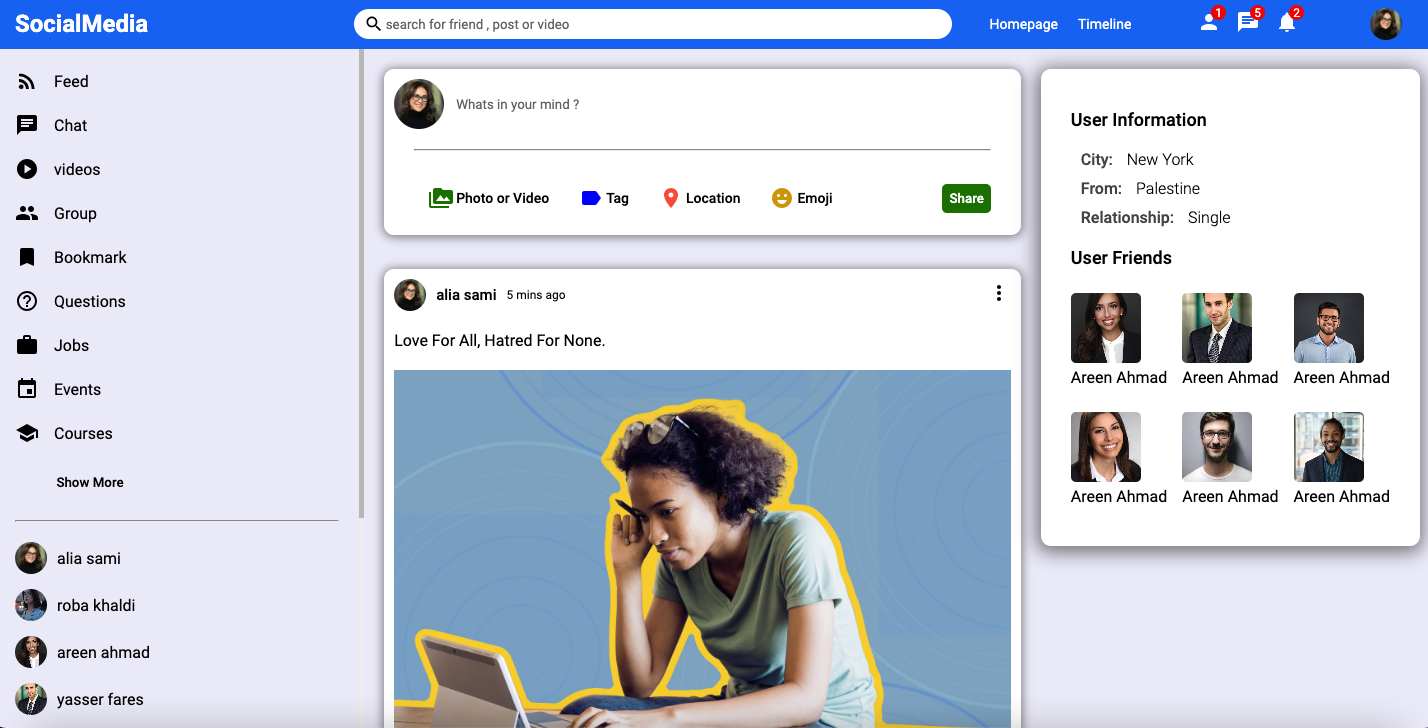 SocialMedia
search for friend , post or video
Homepage
Timeline
1
5
2
Feed
Chat
videos
Group
Bookmark
Questions
Jobs
Events
Courses
Show More
alia sami
roba khaldi
areen ahmad
yasser fares
Whats in your mind ?
Photo or Video
Tag
Location
Emoji
Share
alia sami 5 mins ago
Love For All, Hatred For None.
User Information
City: New York
From: Palestine
Relationship: Single
User Friends
Areen Ahmad
Areen Ahmad
Areen Ahmad
Areen Ahmad
Areen Ahmad
Areen Ahmad